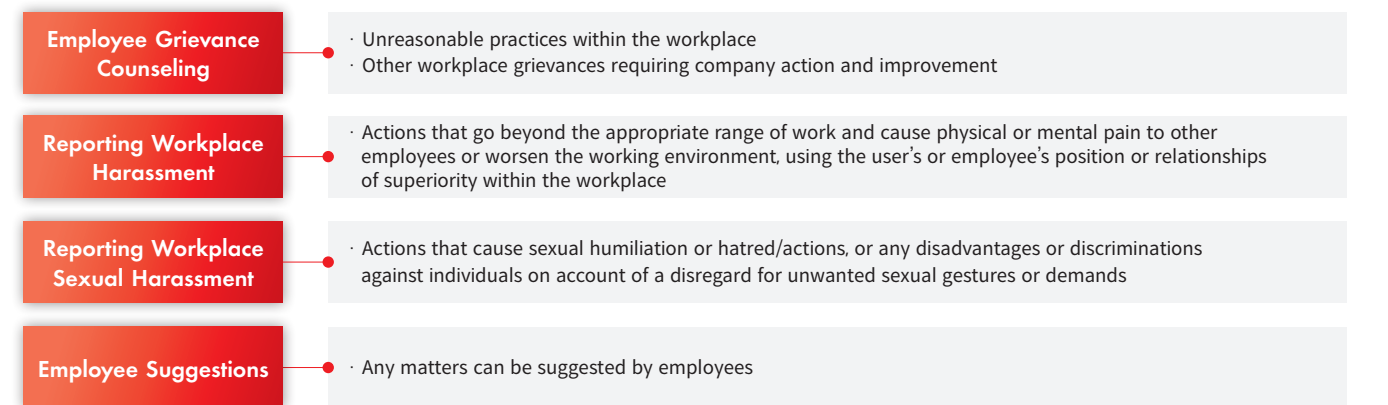 Employee Grievance
Counseling
· Unreasonable practices within the workplace
· Other workplace grievances requiring company action and improvement
Reporting Workplace
Harassment
· Actions that go beyond the appropriate range of work and cause physical or mental pain to other
employees or worsen the working environment, using the user’s or employee’s position or relationships
of superiority within the workplace
Reporting Workplace
Sexual Harassment
· Actions that cause sexual humiliation or hatred/actions, or any disadvantages or discriminations
against individuals on account of a disregard for unwanted sexual gestures or demands
Employee Suggestions
· Any matters can be suggested by employees